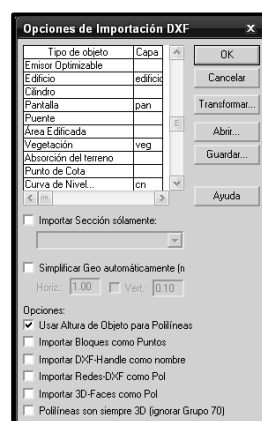 Opciones de Importación DXF x
Tipo de objeto Capa
Emisor Optimizable
Edificio edificio
Cilindro
Pantalla pan
Puente
Área Edificada
Vegetación veg
Absorción del terreno
Punto de Cota
Curva de Nivel... cn
OK
Cancelar
Transformar...
Abrir...
Guardar...
Ayuda
Importar Sección sólamente:
Simplificar Geo automáticamente (n
Horiz.: 1.00 Vert.: 0.10
Opciones:
Usar Altura de Objeto para Polilíneas
Importar Bloques como Puntos
Importar DXF-Handle como nombre
Importar Redes-DXF como Pol
Importar 3D-Faces como Pol
Polilíneas son siempre 3D (ignorar Grupo 70)